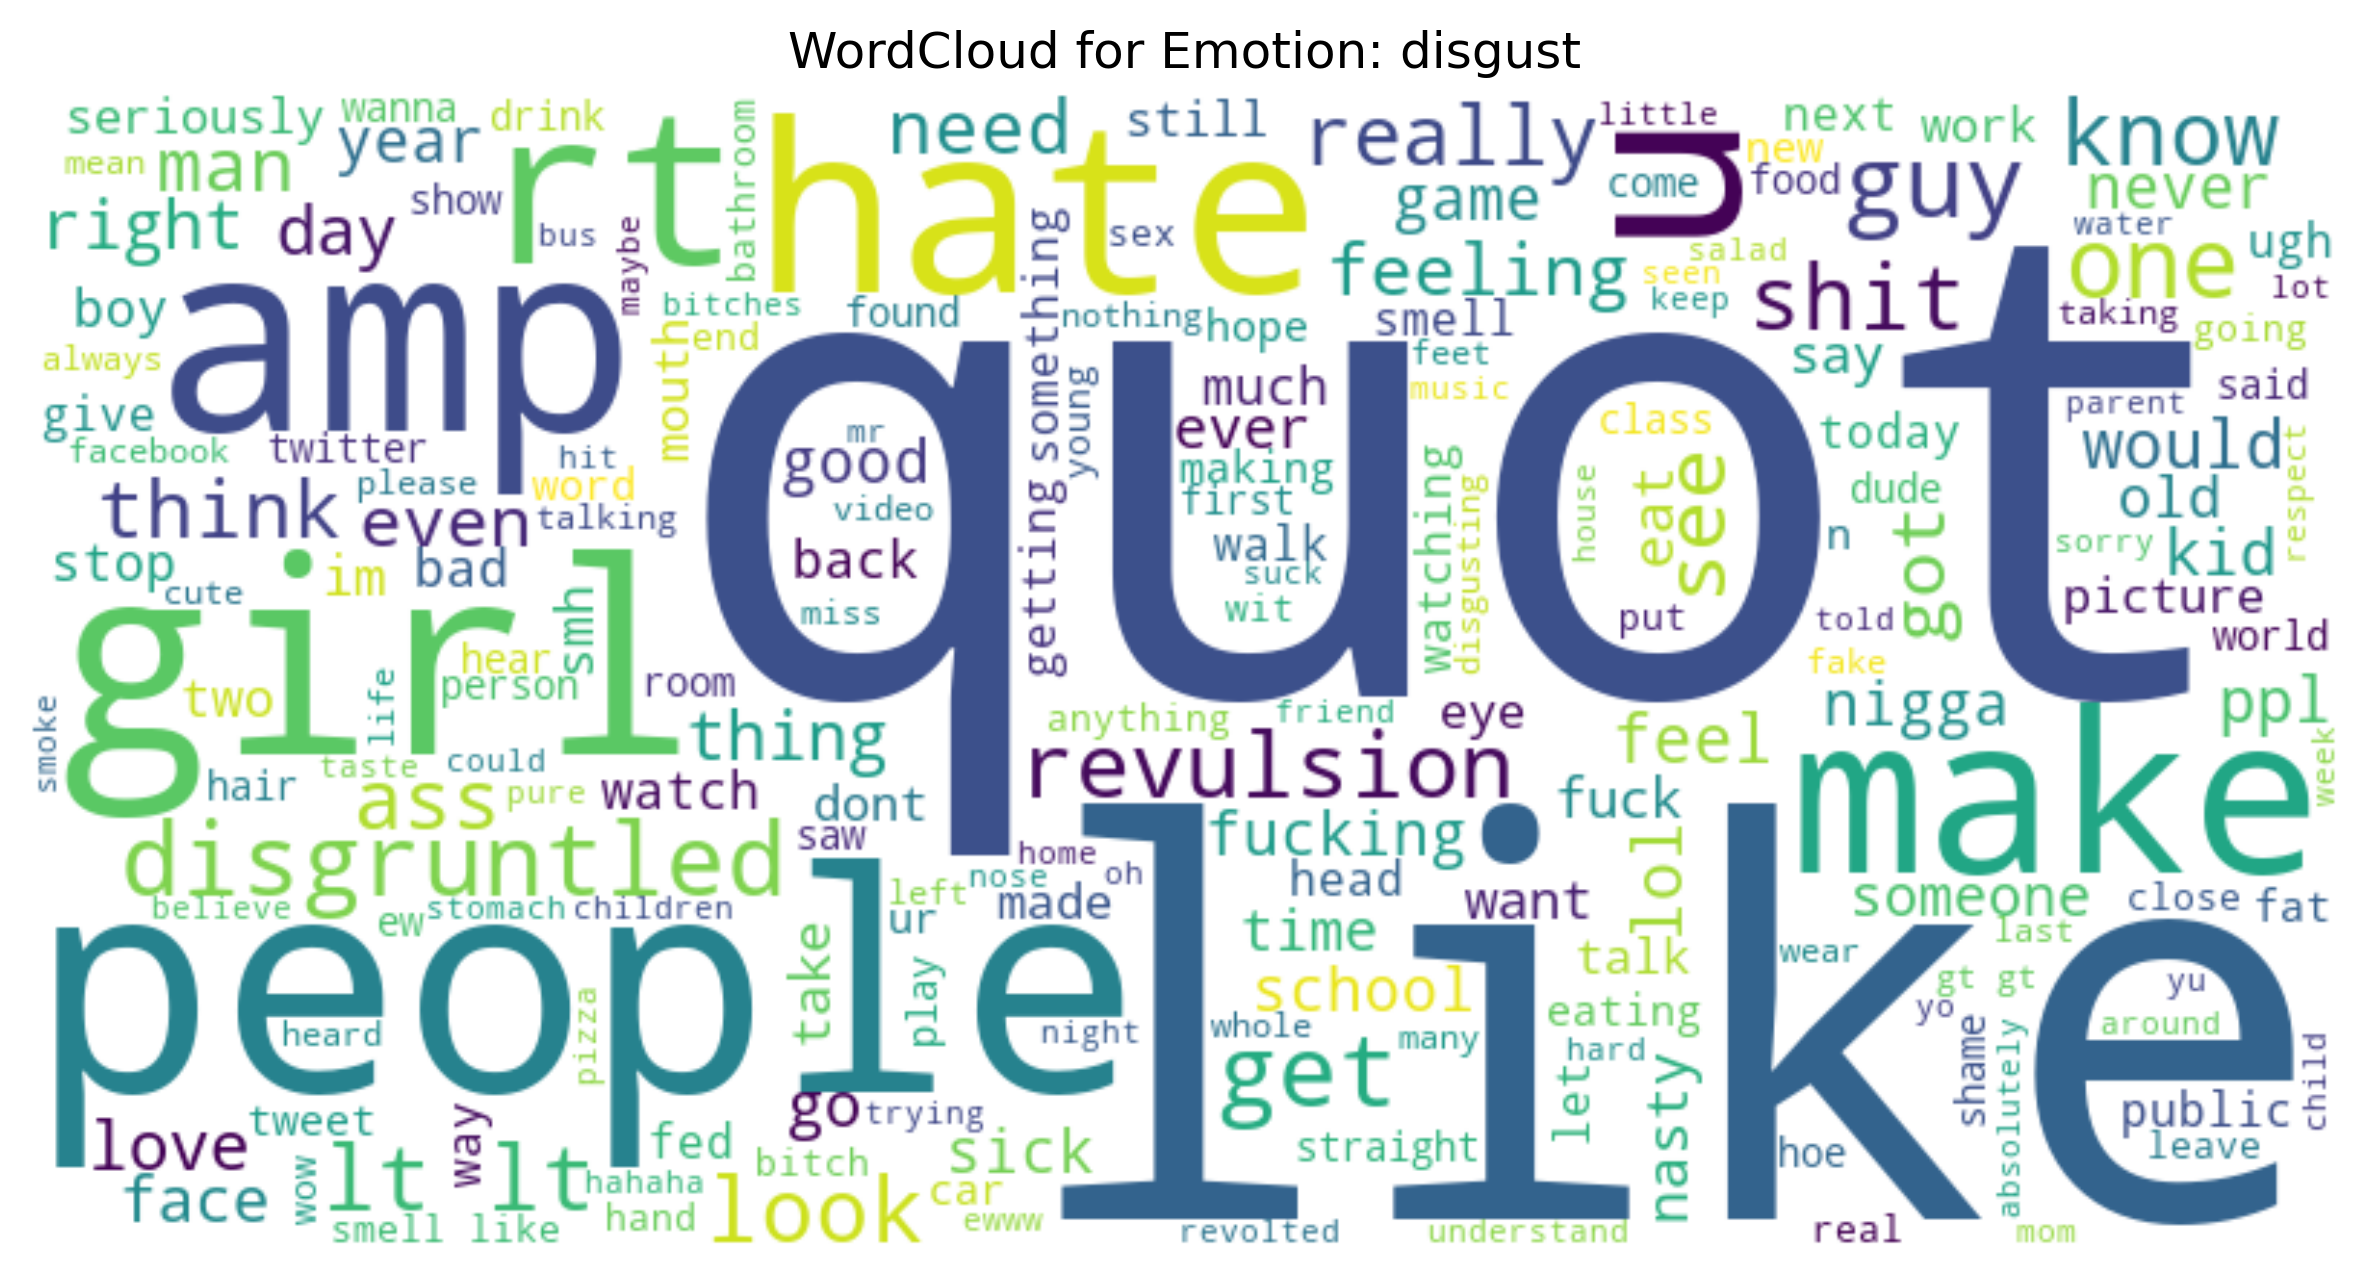 WordCloud for Emotion: disgust
seriously
wanna
drink
bathroom
need
still
really
little
next
work
know
mean
man
year
rt
hate
u
new
food
guy
never
show
come
game
right
day
bus
maybe
sex
water
one
ugh
salad
feeling
seen
keep
shit
lot
boy
amp
bitches
found
nothing
hope
smell
taking
going
end
mouth
getting something
feet
say
always
quot
young
much
music
said
give
parent
facebook
twitter
mr
good
ever
class
today
would
respect
hit
making
watching
eat
see
please
word
video
first
disgusting
house
dude
old
think
even
talking
back
walk
n
got
sorry
kid
stop
im
bad
suck
cute
miss
wit
put
told
picture
girl
smh
world
hear
fake
two
person
room
life
smoke
thing
anything
friend
eye
feel
nigga
ppl
revulsion
make
week
taste
could
hair
ass
pure
watch
dont
fuck
disgruntled
saw
fucking
lol
home
oh
head
someone
close
fat
believe
ew
stomach
children
left
nose
made
want
ur
time
last
people
like
take
play
talk
wear
school
gt gt
yu
pizza
heard
night
whole
many
eating
yo
around
hard
get
let
nasty
shame
absolutely
child
go
trying
public
love
tweet
way
fed
straight
hoe
leave
wow
lt lt
bitch
sick
face
hahaha
look
car
hand
ewww
smell like
revolted
understand
real
mom